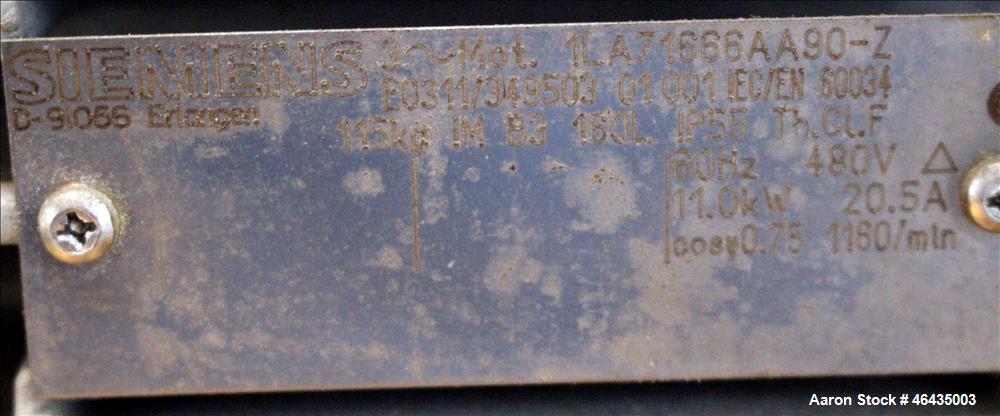 SIEMENS 3~Mot. 1LA71666AA90-Z
E0311/949503 01 001 IEC/EN 60034
D-91056 Erlangen
115kg IM B3 160L IP55 Th.Cl.F
60Hz 480V △
11.0kW 20.5A
cosφ0.75 1160/min
Aaron Stock # 46435003